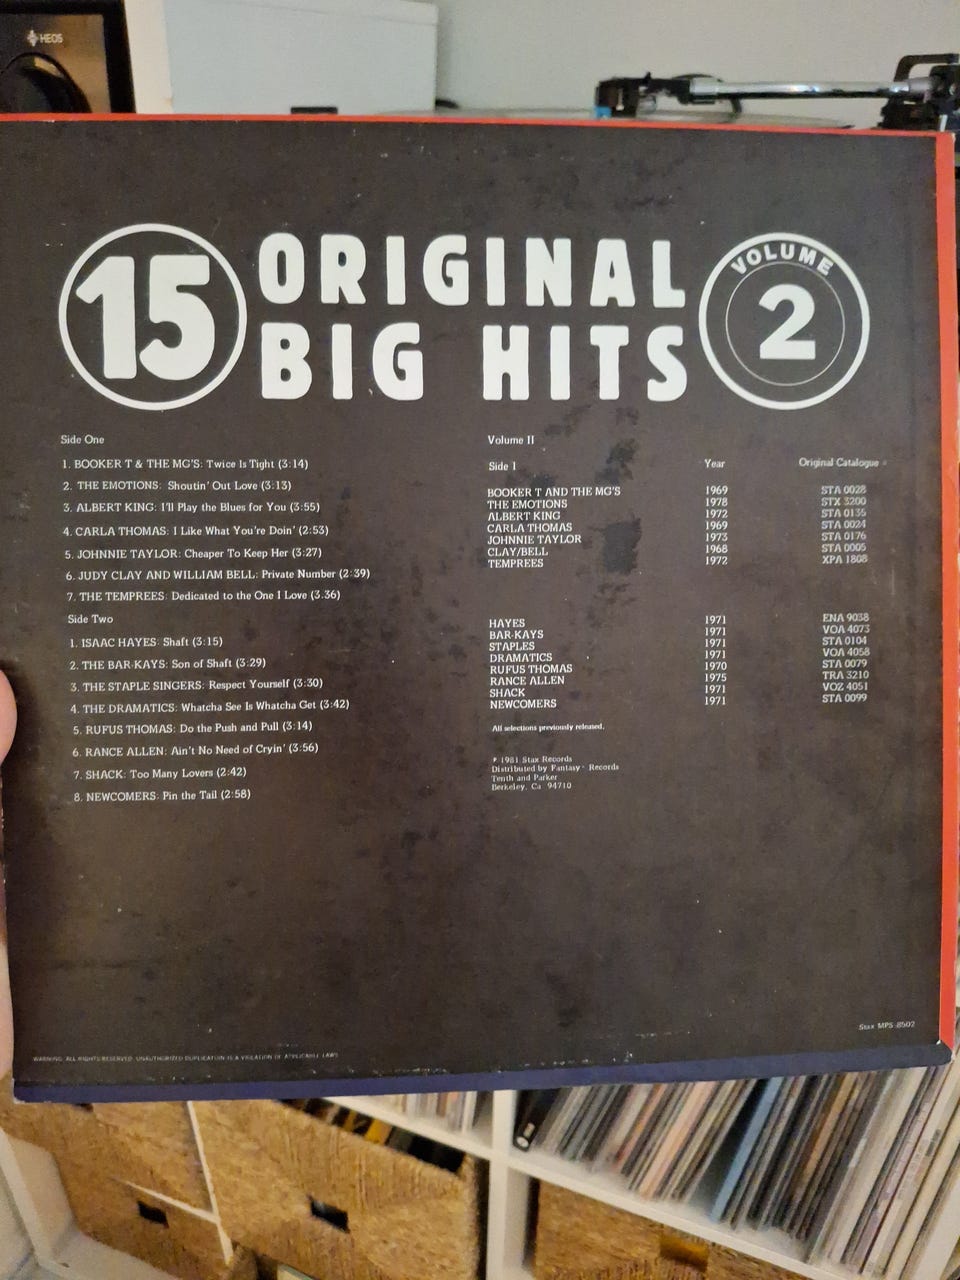 HEOS
15 ORIGINAL BIG HITS VOLUME 2
Side One
1. BOOKER T & THE MG'S: Twice Is Tight (3:14)
2. THE EMOTIONS: Shoutin' Out Love (3:13)
3. ALBERT KING: I'll Play the Blues for You (3:55)
4. CARLA THOMAS: I Like What You're Doin' (2:53)
5. JOHNNIE TAYLOR: Cheaper To Keep Her (3:27)
6. JUDY CLAY AND WILLIAM BELL: Private Number (2:39)
7. THE TEMPREES: Dedicated to the One I Love (3.36)
Side Two
1. ISAAC HAYES: Shaft (3:15)
2. THE BAR-KAYS: Son of Shaft (3:29)
3. THE STAPLE SINGERS: Respect Yourself (3:30)
4. THE DRAMATICS: Whatcha See Is Whatcha Get (3:42)
5. RUFUS THOMAS: Do the Push and Pull (3:14)
6. RANCE ALLEN: Ain't No Need of Cryin' (3:56)
7. SHACK: Too Many Lovers (2:42)
8. NEWCOMERS: Pin the Tail (2:58)
Volume II
Side 1 Year Original Catalogue #
BOOKER T AND THE MG'S 1969 STA 0028
THE EMOTIONS 1978 STX 3200
ALBERT KING 1972 STA 0135
CARLA THOMAS 1969 STA 0024
JOHNNIE TAYLOR 1973 STA 0176
CLAY/BELL 1968 STA 0005
TEMPREES 1972 XPA 1808
HAYES 1971 ENA 9038
BAR-KAYS 1971 VOA 4073
STAPLES 1971 STA 0104
DRAMATICS 1971 VOA 4058
RUFUS THOMAS 1970 STA 0079
RANCE ALLEN 1975 TRA 3210
SHACK 1971 VOZ 4051
NEWCOMERS 1971 STA 0099
All selections previously released.
℗ 1981 Stax Records
Distributed by Fantasy - Records
Tenth and Parker
Berkeley, Ca 94710
Stax MPS-8502
WARNING: ALL RIGHTS RESERVED. UNAUTHORIZED DUPLICATION IS A VIOLATION OF APPLICABLE LAWS